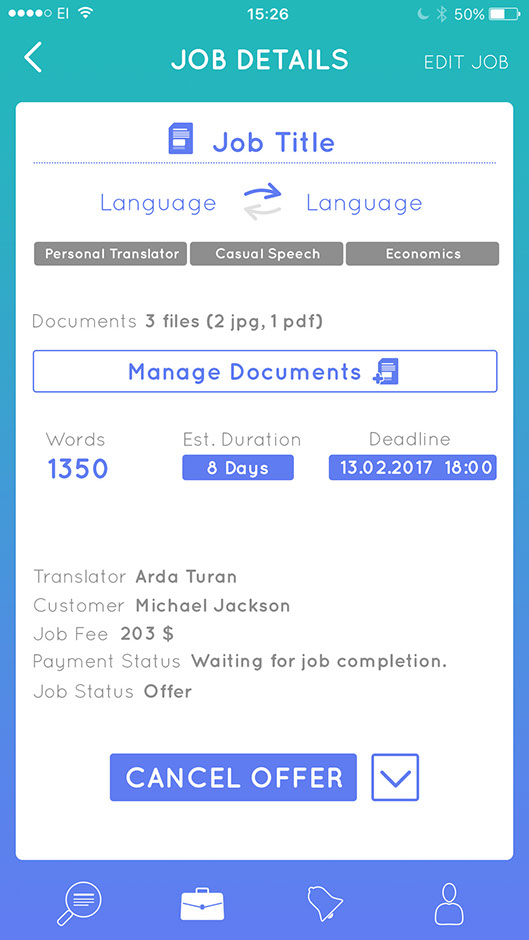 EI 15:26 50%
JOB DETAILS EDIT JOB
Job Title
Language Language
Personal Translator Casual Speech Economics
Documents 3 files (2 jpg, 1 pdf)
Manage Documents
Words Est. Duration Deadline
1350 8 Days 13.02.2017 18:00
Translator Arda Turan
Customer Michael Jackson
Job Fee 203 $
Payment Status Waiting for job completion.
Job Status Offer
CANCEL OFFER